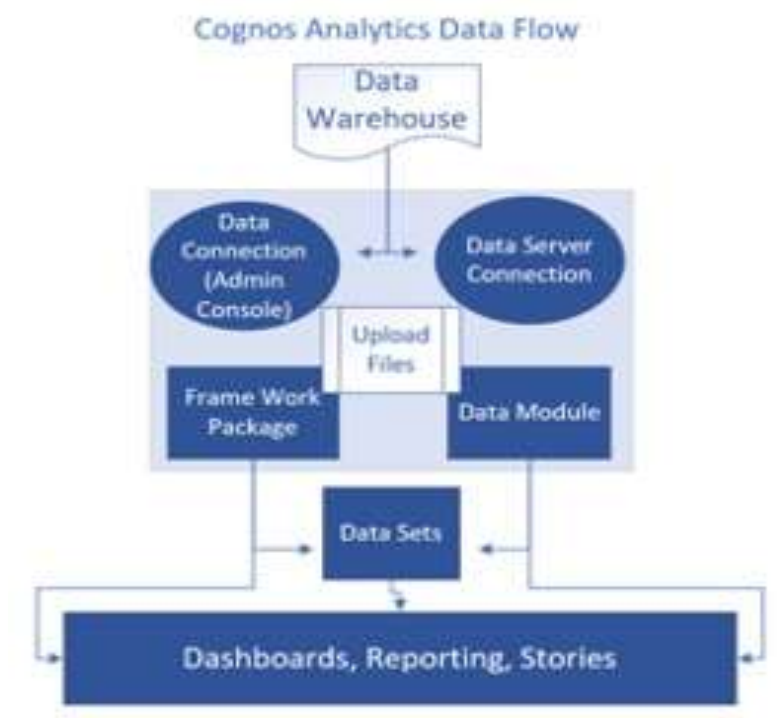 Cognos Analytics Data Flow
Data
Warehouse
Data
Connection
(Admin
Console)
Data Server
Connection
Upload
Files
Frame Work
Package
Data Module
Data Sets
Dashboards, Reporting, Stories